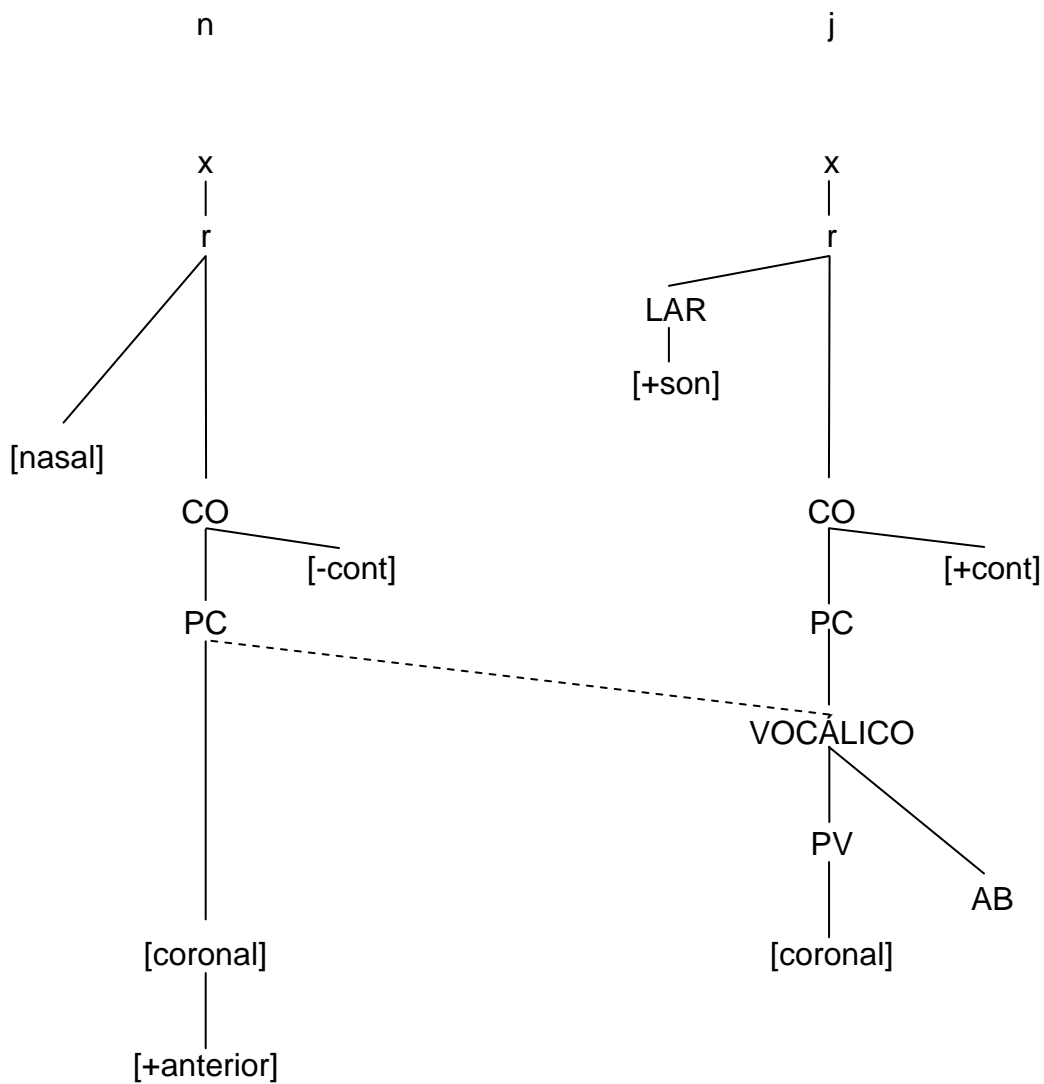 n j
x x
r r
LAR
[+son]
[nasal]
CO CO
[-cont] [+cont]
PC PC
VOCÁLICO
PV
AB
[coronal] [coronal]
[+anterior]